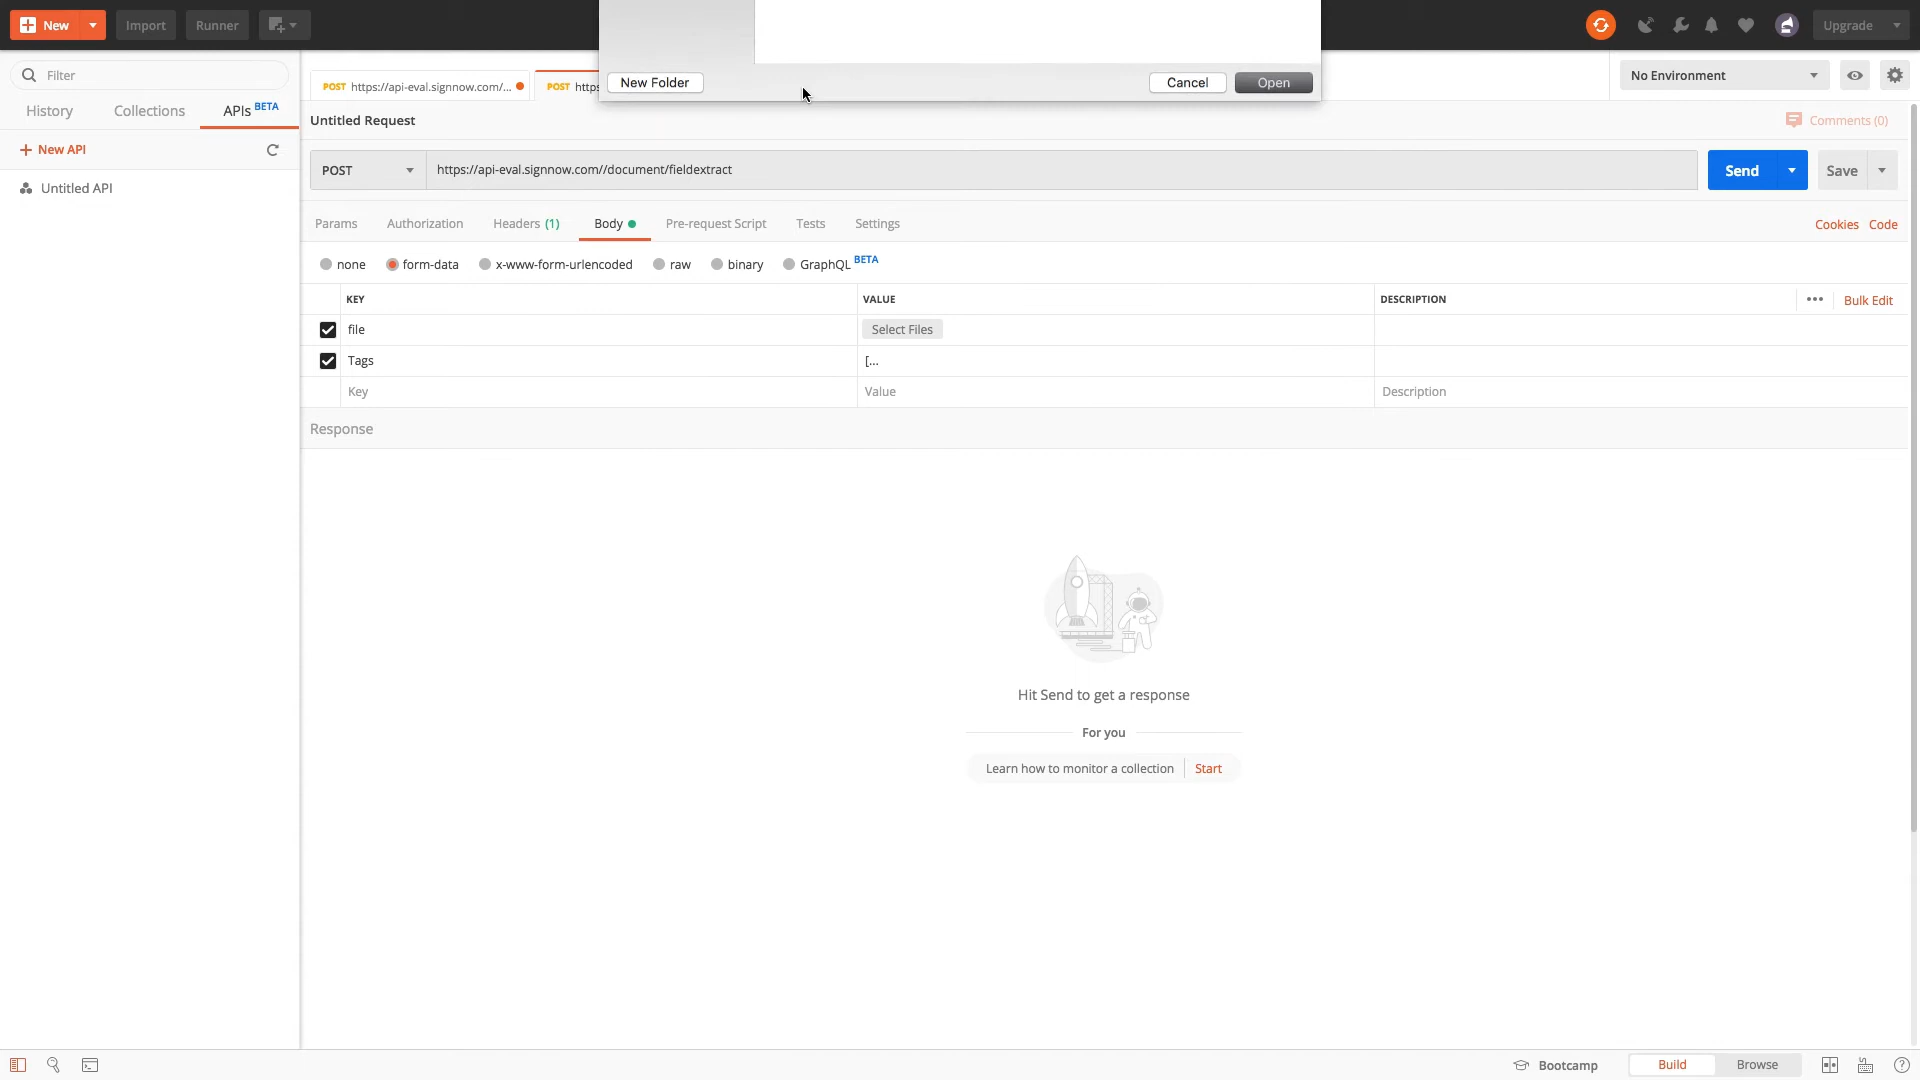 New
Import
Runner
Upgrade
New Folder
Cancel
Open
Filter
POST https://api-eval.signnow.com/...
POST https
No Environment
History
Collections
APIs BETA
Untitled Request
Comments (0)
New API
POST
https://api-eval.signnow.com//document/fieldextract
Send
Save
Untitled API
Params
Authorization
Headers (1)
Body
Pre-request Script
Tests
Settings
Cookies
Code
none
form-data
x-www-form-urlencoded
raw
binary
GraphQL BETA
KEY
VALUE
DESCRIPTION
Bulk Edit
file
Select Files
Tags
[...
Key
Value
Description
Response
Hit Send to get a response
For you
Learn how to monitor a collection
Start
Bootcamp
Build
Browse